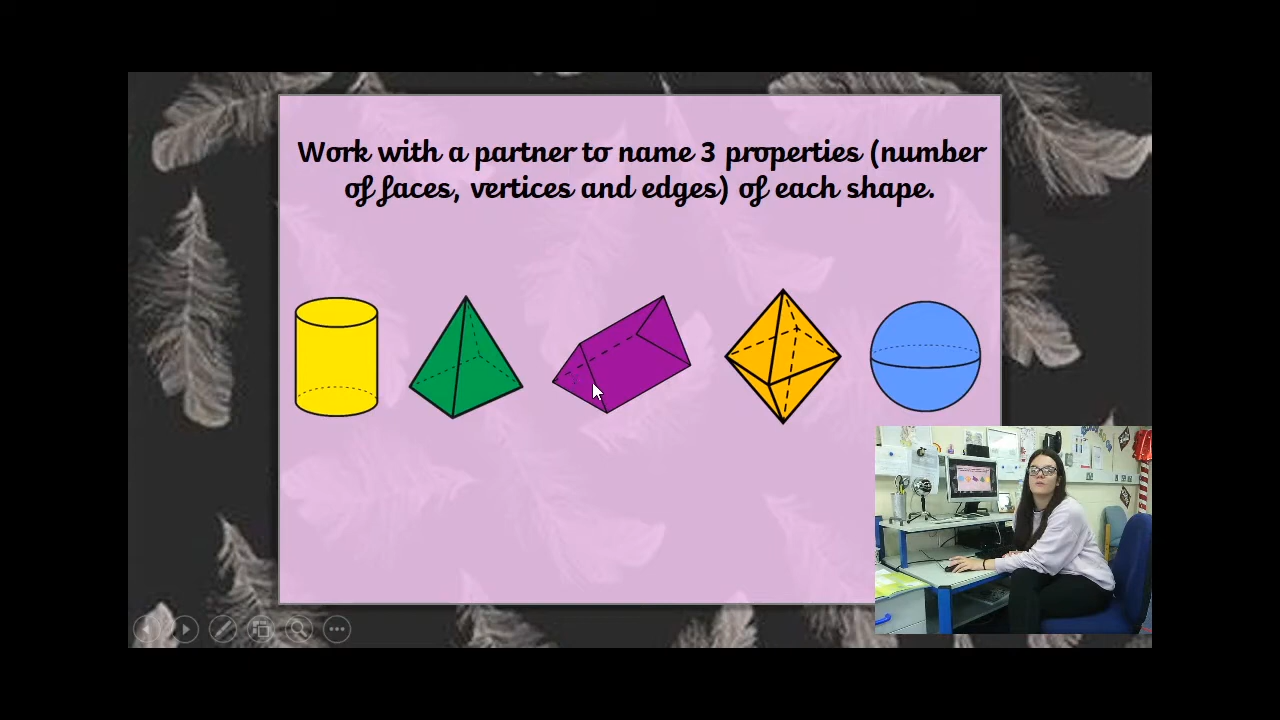 Work with a partner to name 3 properties (number
of faces, vertices and edges) of each shape.